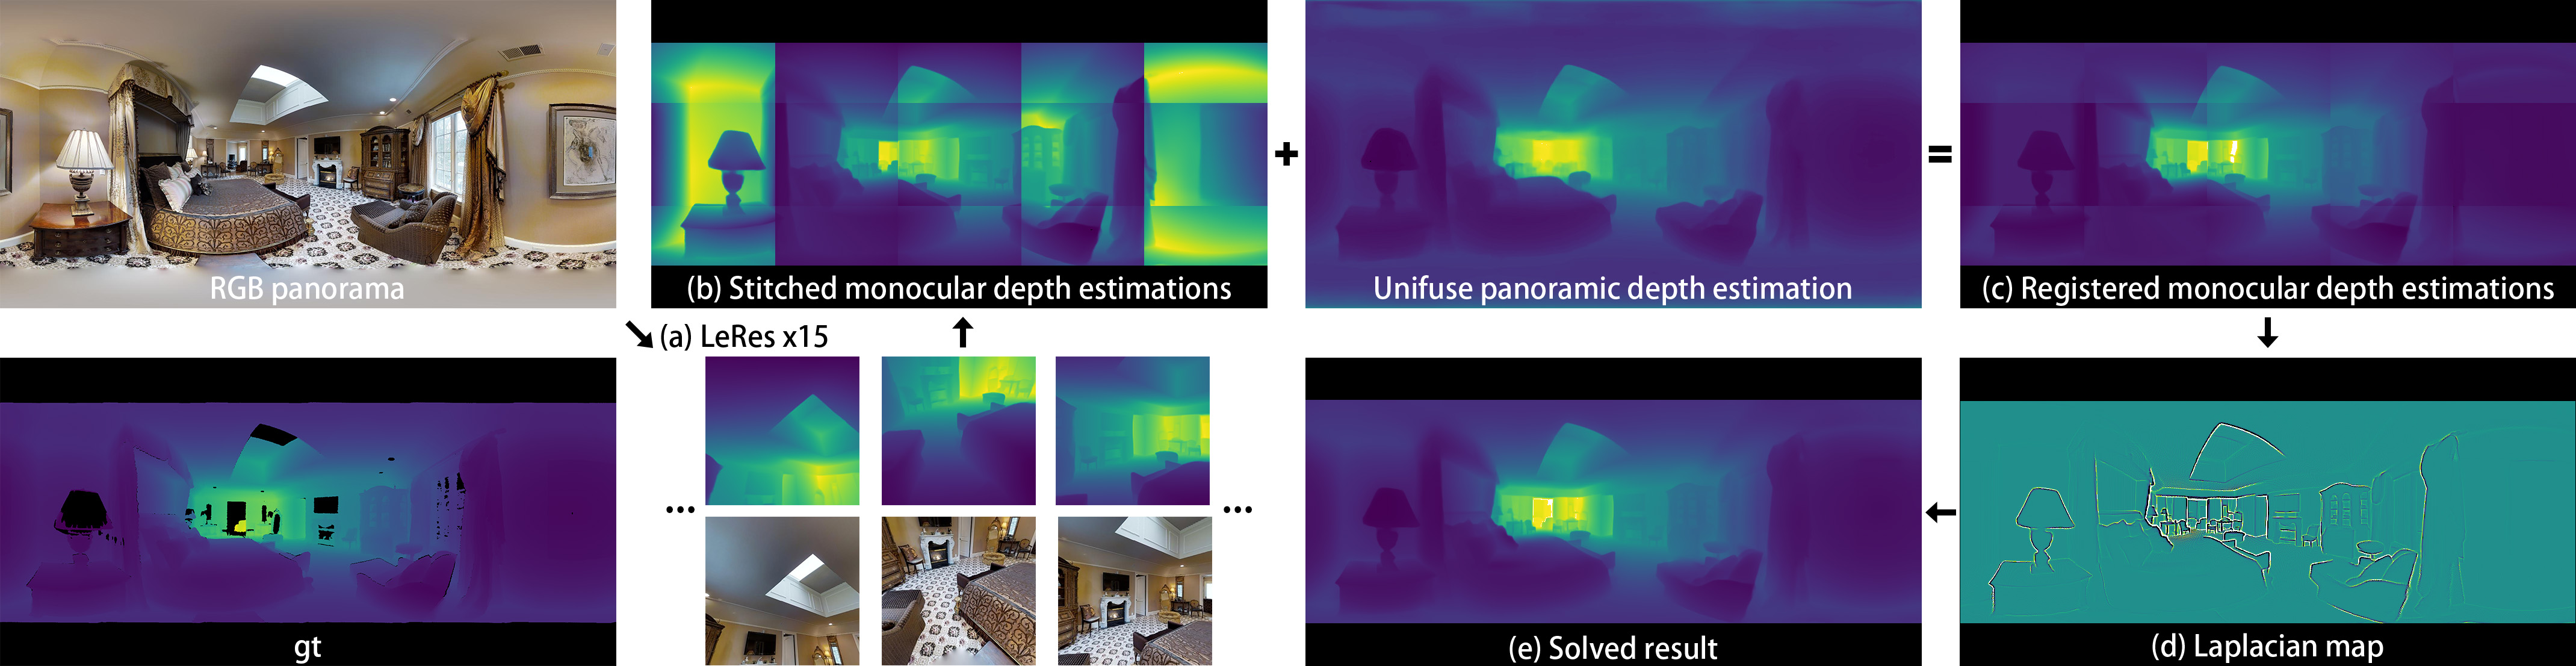 RGB panorama
(b) Stitched monocular depth estimations
+
Unifuse panoramic depth estimation
=
(c) Registered monocular depth estimations
(a) LeRes x15
gt
...
...
(e) Solved result
(d) Laplacian map